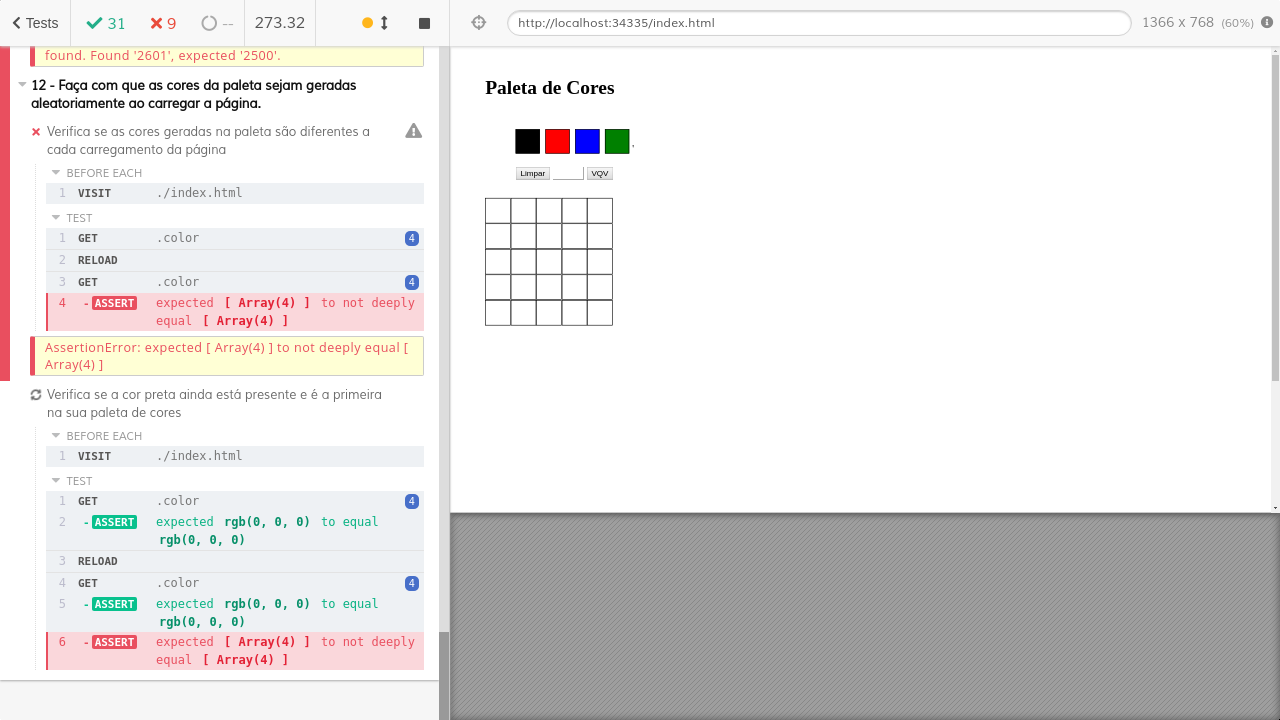 Tests
31
9
--
273.32
http://localhost:34335/index.html
1366 x 768 (60%)
found. Found '2601', expected '2500'.
12 - Faça com que as cores da paleta sejam geradas
aleatoriamente ao carregar a página.
Verifica se as cores geradas na paleta são diferentes a
cada carregamento da página
BEFORE EACH
1 VISIT ./index.html
TEST
1 GET .color 4
2 RELOAD
3 GET .color 4
4 - ASSERT expected [ Array(4) ] to not deeply
equal [ Array(4) ]
AssertionError: expected [ Array(4) ] to not deeply equal [
Array(4) ]
Verifica se a cor preta ainda está presente e é a primeira
na sua paleta de cores
BEFORE EACH
1 VISIT ./index.html
TEST
1 GET .color 4
2 - ASSERT expected rgb(0, 0, 0) to equal
rgb(0, 0, 0)
3 RELOAD
4 GET .color 4
5 - ASSERT expected rgb(0, 0, 0) to equal
rgb(0, 0, 0)
6 - ASSERT expected [ Array(4) ] to not deeply
equal [ Array(4) ]
Paleta de Cores
,
Limpar
VQV